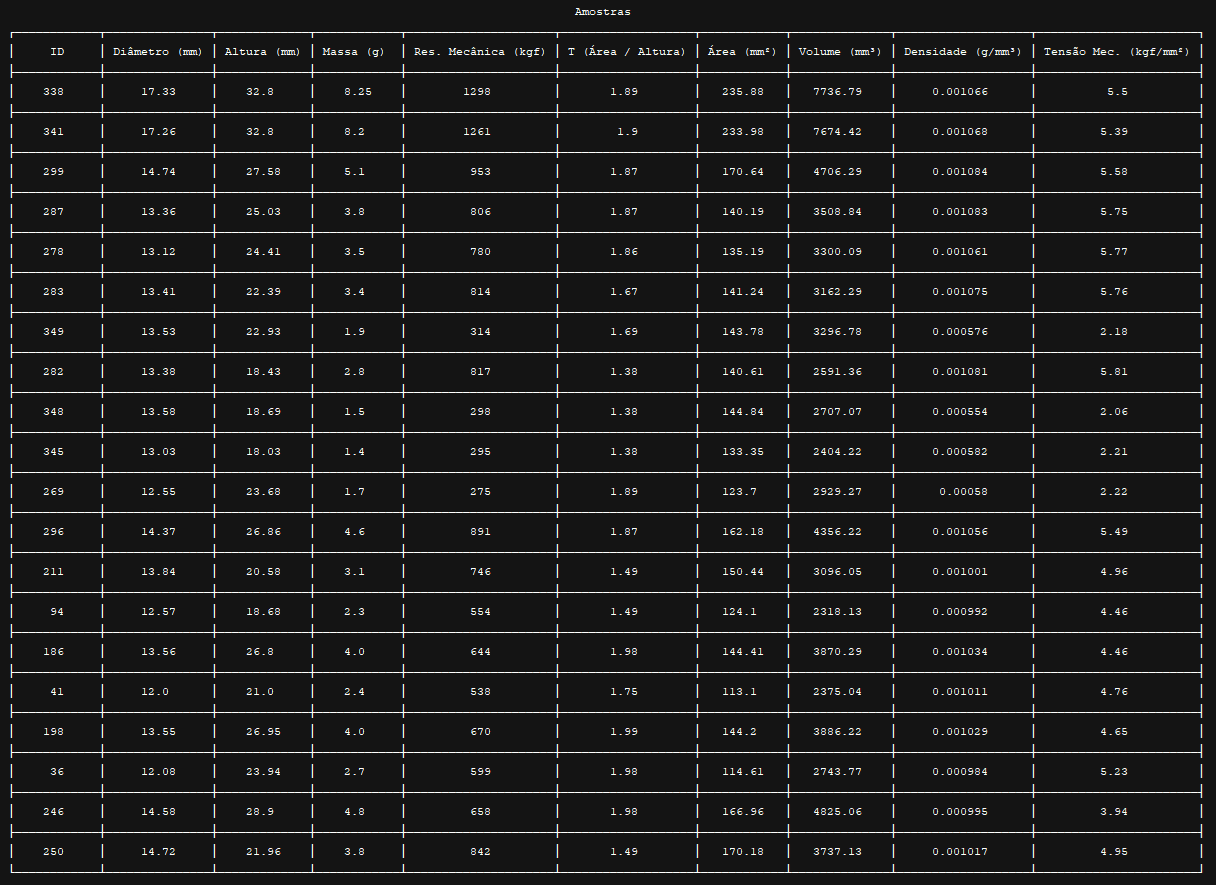 Amostras
ID Diâmetro (mm) Altura (mm) Massa (g) Res. Mecânica (kgf) T (Área / Altura) Área (mm²) Volume (mm³) Densidade (g/mm³) Tensão Mec. (kgf/mm²)
338 17.33 32.8 8.25 1298 1.89 235.88 7736.79 0.001066 5.5
341 17.26 32.8 8.2 1261 1.9 233.98 7674.42 0.001068 5.39
299 14.74 27.58 5.1 953 1.87 170.64 4706.29 0.001084 5.58
287 13.36 25.03 3.8 806 1.87 140.19 3508.84 0.001083 5.75
278 13.12 24.41 3.5 780 1.86 135.19 3300.09 0.001061 5.77
283 13.41 22.39 3.4 814 1.67 141.24 3162.29 0.001075 5.76
349 13.53 22.93 1.9 314 1.69 143.78 3296.78 0.000576 2.18
282 13.38 18.43 2.8 817 1.38 140.61 2591.36 0.001081 5.81
348 13.58 18.69 1.5 298 1.38 144.84 2707.07 0.000554 2.06
345 13.03 18.03 1.4 295 1.38 133.35 2404.22 0.000582 2.21
269 12.55 23.68 1.7 275 1.89 123.7 2929.27 0.00058 2.22
296 14.37 26.86 4.6 891 1.87 162.18 4356.22 0.001056 5.49
211 13.84 20.58 3.1 746 1.49 150.44 3096.05 0.001001 4.96
94 12.57 18.68 2.3 554 1.49 124.1 2318.13 0.000992 4.46
186 13.56 26.8 4.0 644 1.98 144.41 3870.29 0.001034 4.46
41 12.0 21.0 2.4 538 1.75 113.1 2375.04 0.001011 4.76
198 13.55 26.95 4.0 670 1.99 144.2 3886.22 0.001029 4.65
36 12.08 23.94 2.7 599 1.98 114.61 2743.77 0.000984 5.23
246 14.58 28.9 4.8 658 1.98 166.96 4825.06 0.000995 3.94
250 14.72 21.96 3.8 842 1.49 170.18 3737.13 0.001017 4.95